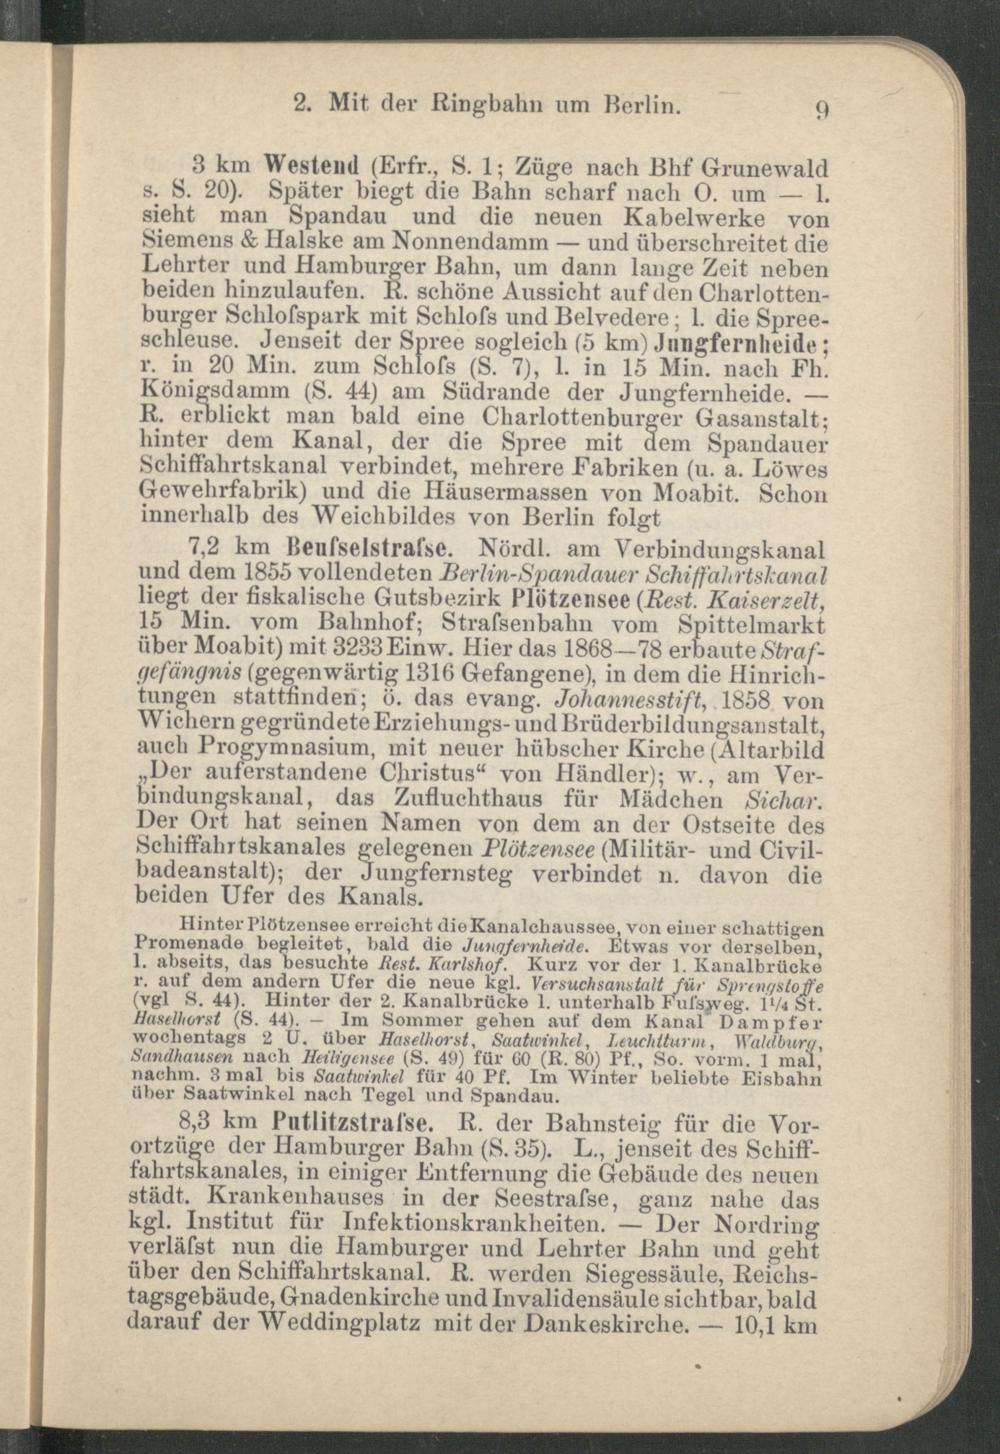 2. Mit der Ringbahn um Berlin. 9
3 km Westend (Erfr., S. 1; Züge nach Bhf Grunewald
s. S. 20). Später biegt die Bahn scharf nach O. um — l.
sieht man Spandau und die neuen Kabelwerke von
Siemens & Halske am Nonnendamm — und überschreitet die
Lehrter und Hamburger Bahn, um dann lange Zeit neben
beiden hinzulaufen. R. schöne Aussicht auf den Charlotten-
burger Schloſspark mit Schloſs und Belvedere; l. die Spree-
schleuse. Jenseit der Spree sogleich (5 km) Jungfernheide;
r. in 20 Min. zum Schloſs (S. 7), l. in 15 Min. nach Fh.
Königsdamm (S. 44) am Südrande der Jungfernheide. —
R. erblickt man bald eine Charlottenburger Gasanstalt;
hinter dem Kanal, der die Spree mit dem Spandauer
Schiffahrtskanal verbindet, mehrere Fabriken (u. a. Löwes
Gewehrfabrik) und die Häusermassen von Moabit. Schon
innerhalb des Weichbildes von Berlin folgt
7,2 km Beuſselstraſse. Nördl. am Verbindungskanal
und dem 1855 vollendeten Berlin-Spandauer Schiffahrtskanal
liegt der fiskalische Gutsbezirk Plötzensee (Rest. Kaiserzelt,
15 Min. vom Bahnhof; Straſsenbahn vom Spittelmarkt
über Moabit) mit 3233 Einw. Hier das 1868—78 erbaute Straf-
gefängnis (gegenwärtig 1316 Gefangene), in dem die Hinrich-
tungen stattfinden; ö. das evang. Johannesstift, 1858 von
Wichern gegründete Erziehungs- und Brüderbildungsanstalt,
auch Progymnasium, mit neuer hübscher Kirche (Altarbild
„Der auferstandene Christus“ von Händler); w., am Ver-
bindungskanal, das Zufluchthaus für Mädchen Sichar.
Der Ort hat seinen Namen von dem an der Ostseite des
Schiffahrtskanales gelegenen Plötzensee (Militär- und Civil-
badeanstalt); der Jungfernsteg verbindet n. davon die
beiden Ufer des Kanals.
Hinter Plötzensee erreicht die Kanalchaussee, von einer schattigen
Promenade begleitet, bald die Jungfernheide. Etwas vor derselben,
l. abseits, das besuchte Rest. Karlshof. Kurz vor der 1. Kanalbrücke
r. auf dem andern Ufer die neue kgl. Versuchsanstalt für Sprengstoffe
(vgl S. 44). Hinter der 2. Kanalbrücke l. unterhalb Fuſsweg. 1¼ St.
Haselhorst (S. 44). — Im Sommer gehen auf dem Kanal Dampfer
wochentags 2 U. über Haselhorst, Saatwinkel, Leuchtturm, Waldburg,
Sandhausen nach Heiligensee (S. 49) für 60 (R. 80) Pf., So. vorm. 1 mal,
nachm. 3 mal bis Saatwinkel für 40 Pf. Im Winter beliebte Eisbahn
über Saatwinkel nach Tegel und Spandau.
8,3 km Putlitzstraſse. R. der Bahnsteig für die Vor-
ortzüge der Hamburger Bahn (S. 35). L., jenseit des Schiff-
fahrtskanales, in einiger Entfernung die Gebäude des neuen
städt. Krankenhauses in der Seestraſse, ganz nahe das
kgl. Institut für Infektionskrankheiten. — Der Nordring
verläſst nun die Hamburger und Lehrter Bahn und geht
über den Schiffahrtskanal. R. werden Siegessäule, Reichs-
tagsgebäude, Gnadenkirche und Invalidensäule sichtbar, bald
darauf der Weddingplatz mit der Dankeskirche. — 10,1 km